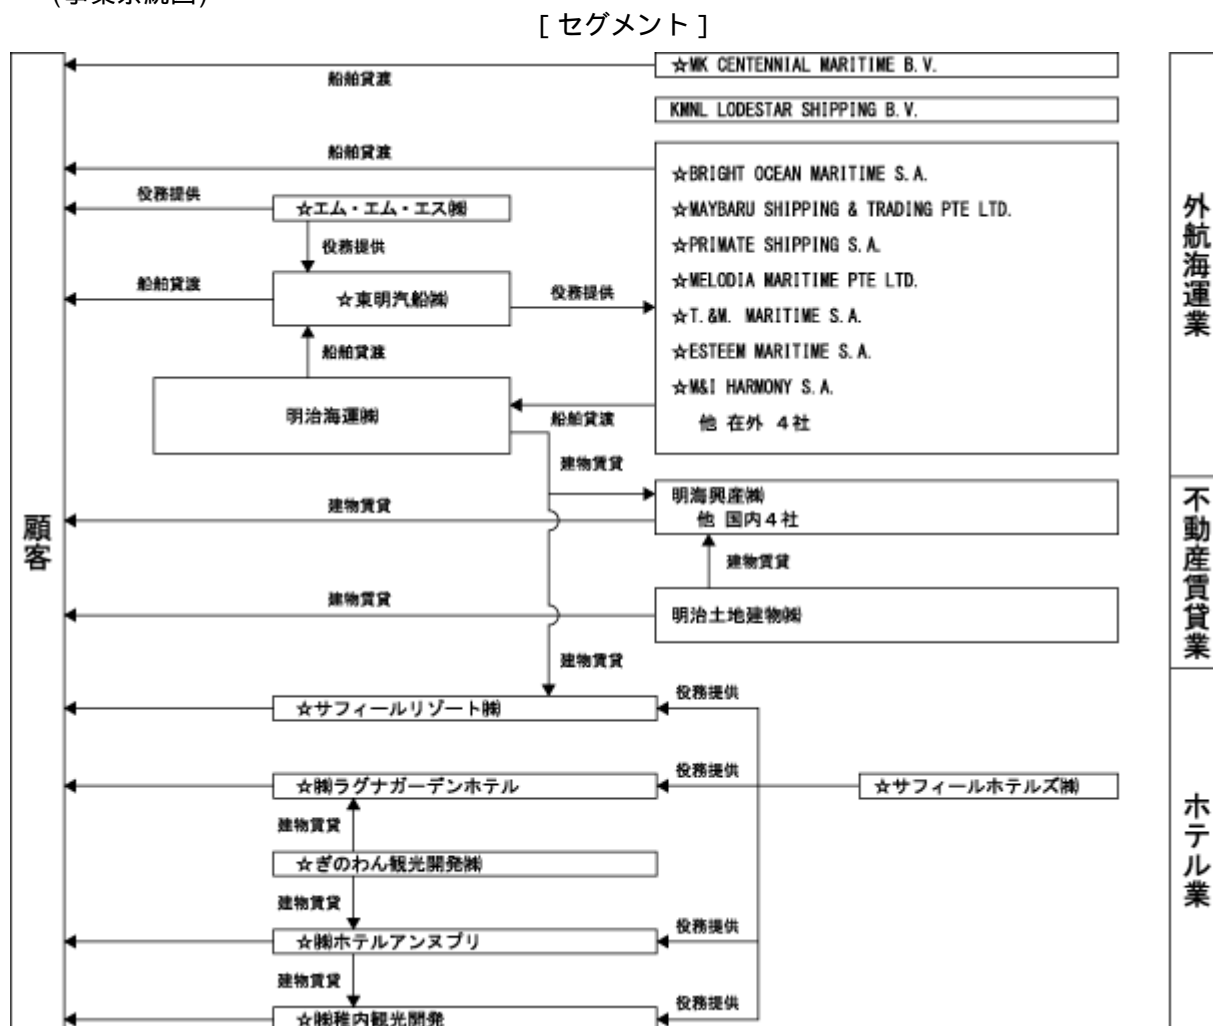 (事業系統図)
[ セグメント ]
☆MK CENTENNIAL MARITIME B.V.
船舶貸渡
KMNL LODESTAR SHIPPING B.V.
船舶貸渡
☆BRIGHT OCEAN MARITIME S.A.
役務提供
☆エム・エム・エス㈱
☆MAYBARU SHIPPING & TRADING PTE LTD.
役務提供
☆PRIMATE SHIPPING S.A.
船舶貸渡
☆東明汽船㈱
役務提供
☆MELODIA MARITIME PTE LTD.
☆T.&M. MARITIME S.A.
船舶貸渡
☆ESTEEM MARITIME S.A.
☆M&I HARMONY S.A.
明治海運㈱
船舶貸渡
他 在外 4社
外航海運業
建物賃貸
明海興産㈱
他 国内4社
建物賃貸
顧客
建物賃貸
建物賃貸
明治土地建物㈱
不動産賃貸業
建物賃貸
役務提供
☆サフィールリゾート㈱
役務提供
☆㈱ラグナガーデンホテル
☆サフィールホテルズ㈱
建物賃貸
☆ぎのわん観光開発㈱
建物賃貸
役務提供
☆㈱ホテルアンヌプリ
建物賃貸
役務提供
☆㈱稚内観光開発
ホテル業